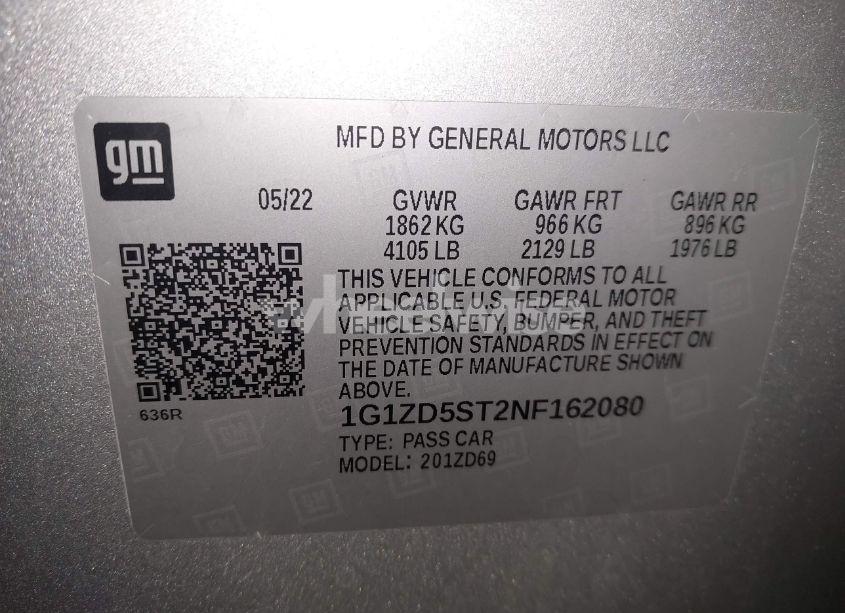 gm
MFD BY GENERAL MOTORS LLC
05/22 GVWR GAWR FRT GAWR RR
1862 KG 966 KG 896 KG
4105 LB 2129 LB 1976 LB
THIS VEHICLE CONFORMS TO ALL
APPLICABLE U.S. FEDERAL MOTOR
VEHICLE SAFETY, BUMPER, AND THEFT
PREVENTION STANDARDS IN EFFECT ON
THE DATE OF MANUFACTURE SHOWN
ABOVE.
636R
1G1ZD5ST2NF162080
TYPE: PASS CAR
MODEL: 201ZD69